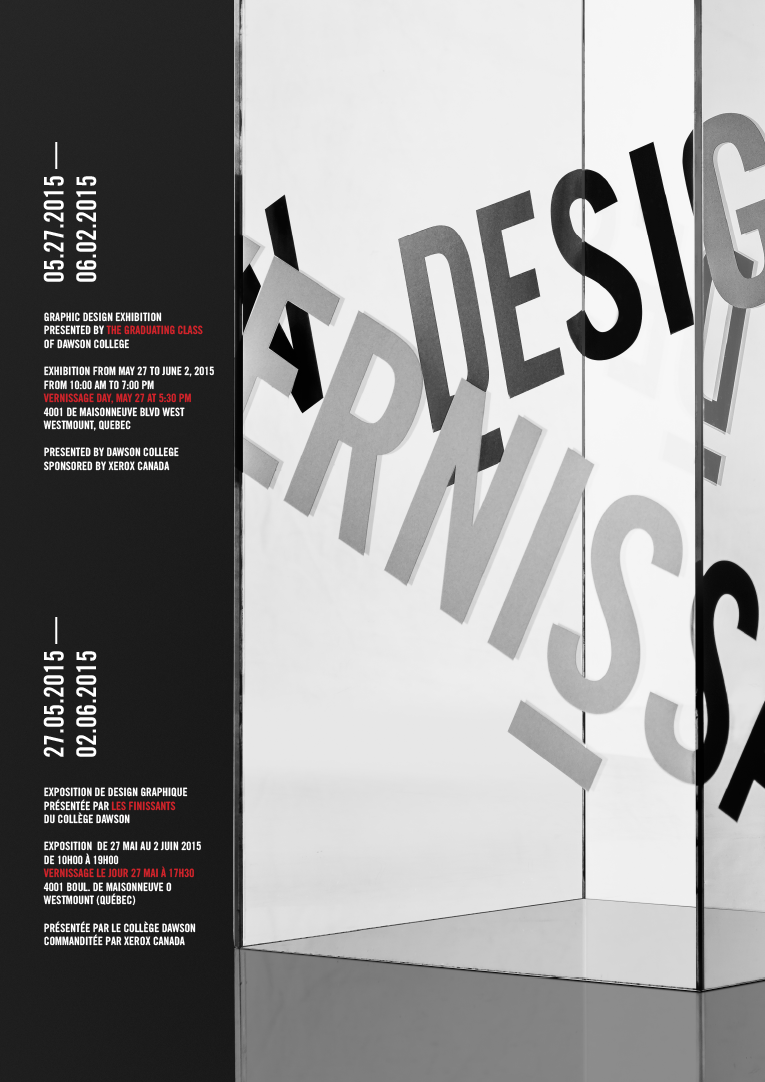 05.27.2015 —
06.02.2015
GRAPHIC DESIGN EXHIBITION
PRESENTED BY THE GRADUATING CLASS
OF DAWSON COLLEGE
EXHIBITION FROM MAY 27 TO JUNE 2, 2015
FROM 10:00 AM TO 7:00 PM
VERNISSAGE DAY, MAY 27 AT 5:30 PM
4001 DE MAISONNEUVE BLVD WEST
WESTMOUNT, QUEBEC
PRESENTED BY DAWSON COLLEGE
SPONSORED BY XEROX CANADA
27.05.2015 —
02.06.2015
EXPOSITION DE DESIGN GRAPHIQUE
PRÉSENTÉE PAR LES FINISSANTS
DU COLLÈGE DAWSON
EXPOSITION DE 27 MAI AU 2 JUIN 2015
DE 10H00 À 19H00
VERNISSAGE LE JOUR 27 MAI À 17H30
4001 BOUL. DE MAISONNEUVE O
WESTMOUNT (QUÉBEC)
PRÉSENTÉE PAR LE COLLÈGE DAWSON
COMMANDITÉE PAR XEROX CANADA
DESIG
ERNISS